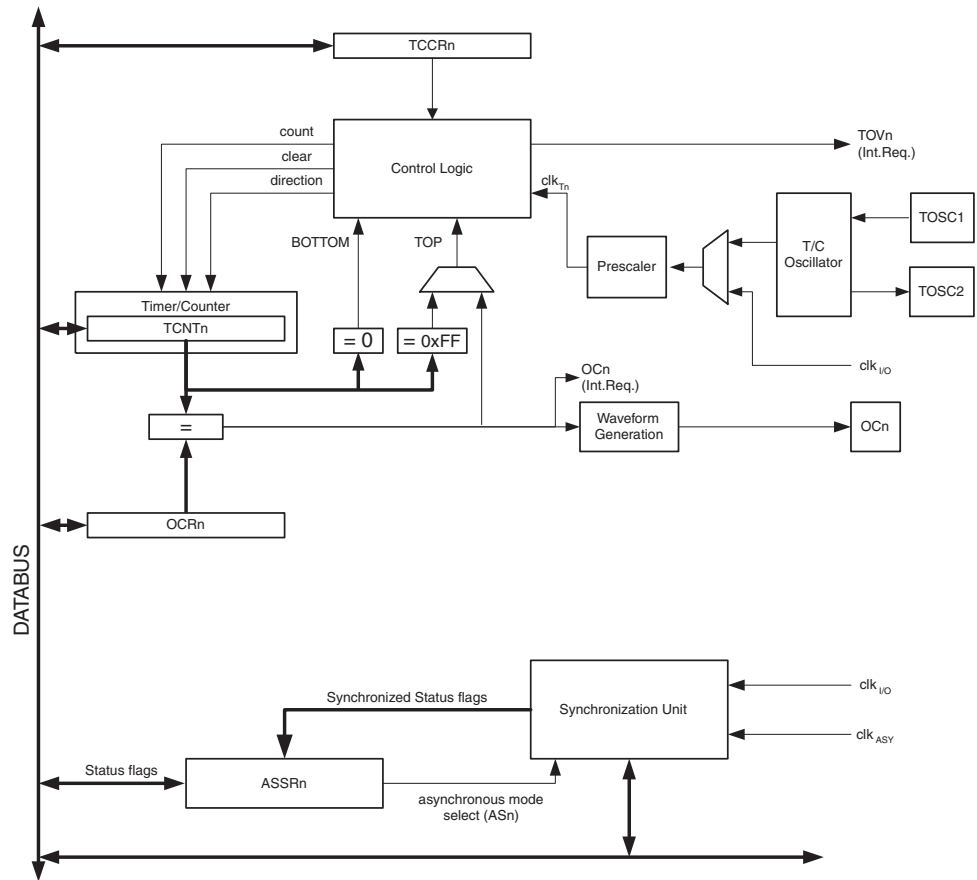 TCCRn
count
clear
direction
Control Logic
TOVn
(Int.Req.)
clkTn
BOTTOM
TOP
Prescaler
T/C
Oscillator
TOSC1
TOSC2
Timer/Counter
TCNTn
= 0
= 0xFF
clkI/O
OCn
(Int.Req.)
=
Waveform
Generation
OCn
OCRn
DATABUS
Synchronized Status flags
Synchronization Unit
clkI/O
clkASY
Status flags
ASSRn
asynchronous mode
select (ASn)